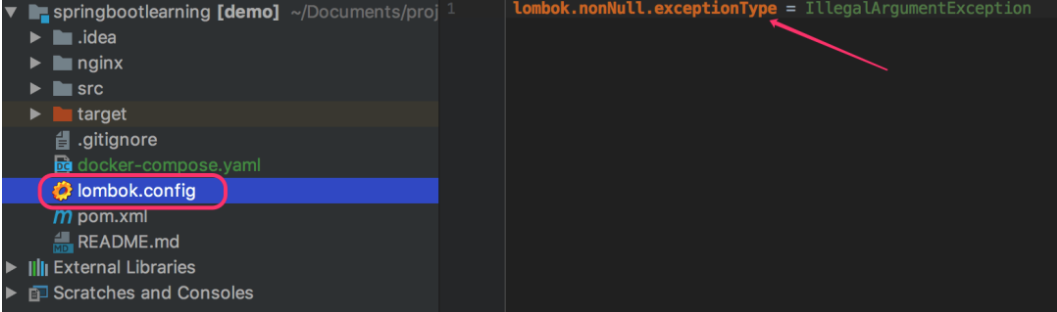 springbootlearning [demo] ~/Documents/proj
.idea
nginx
src
target
.gitignore
docker-compose.yaml
lombok.config
pom.xml
README.md
External Libraries
Scratches and Consoles
1
lombok.nonNull.exceptionType = IllegalArgumentException